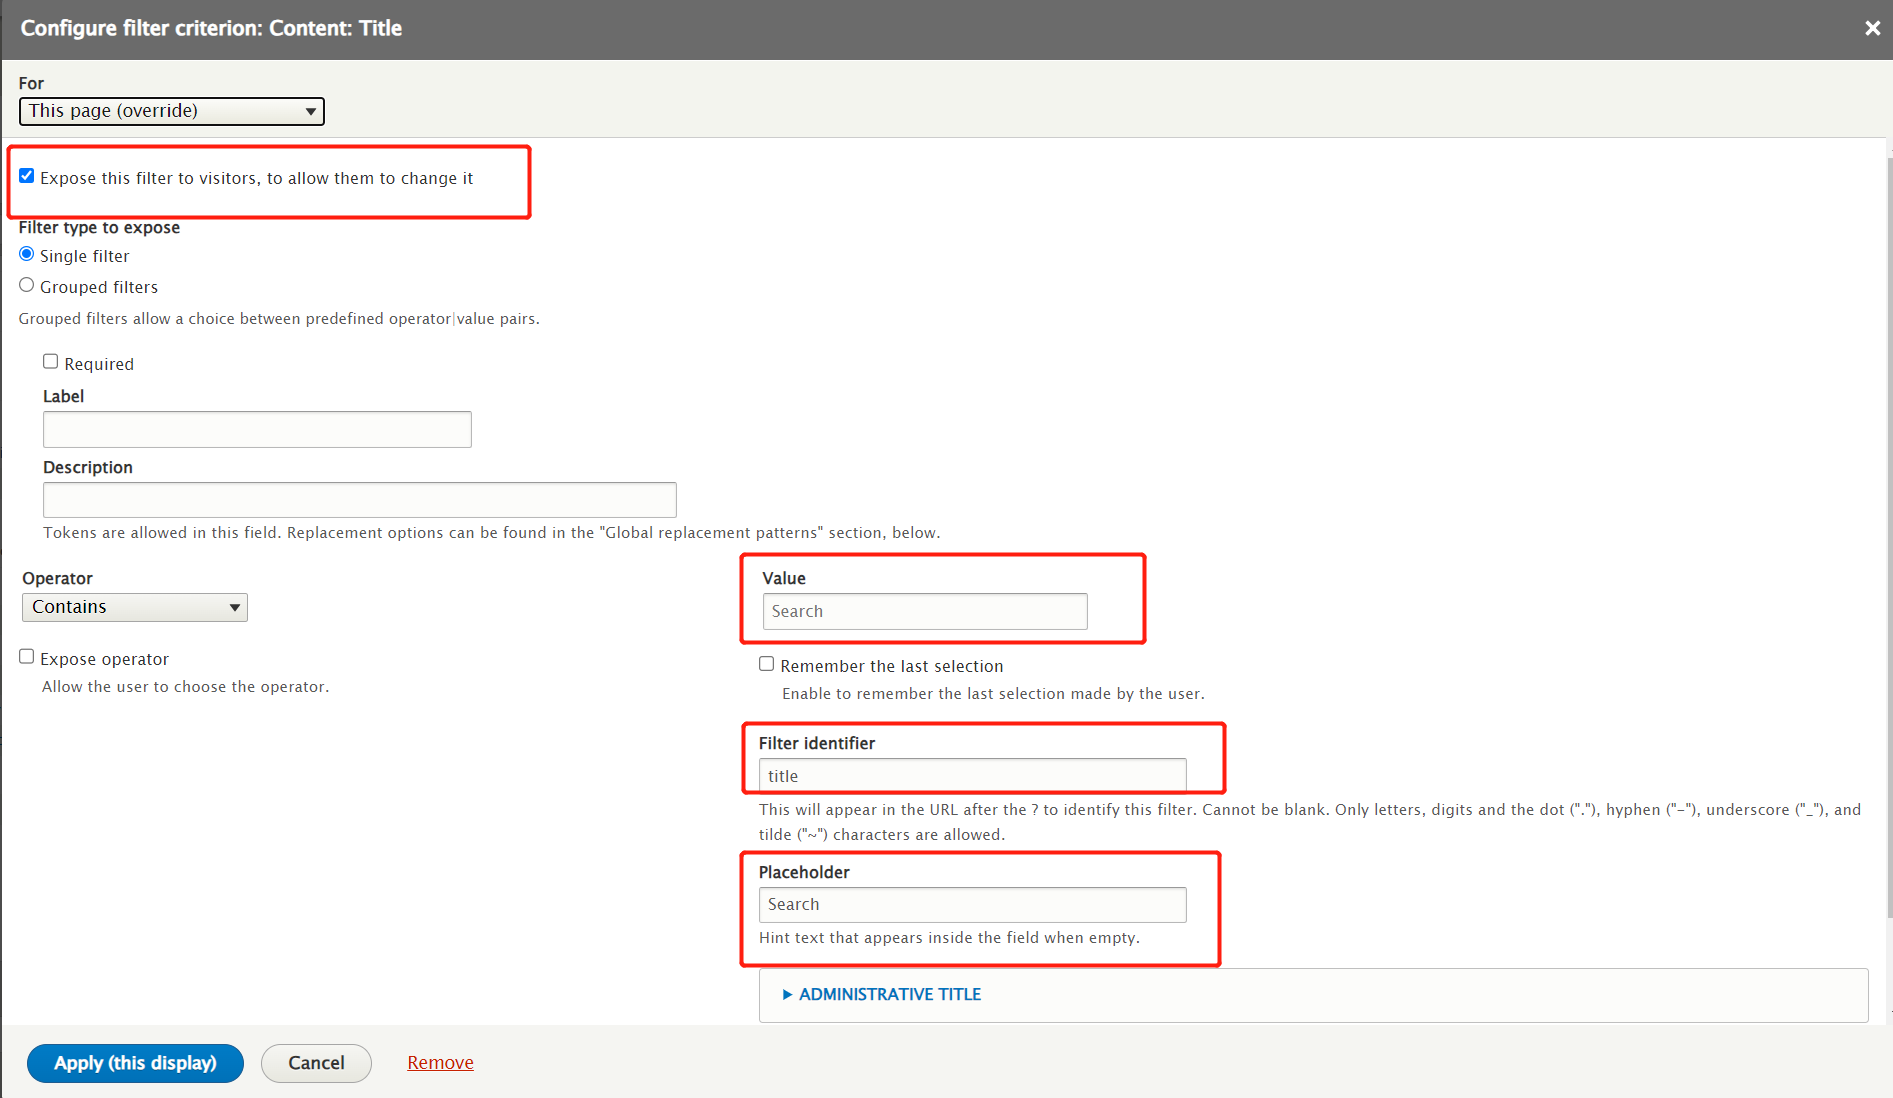 Configure filter criterion: Content: Title
For
This page (override)
Expose this filter to visitors, to allow them to change it
Filter type to expose
Single filter
Grouped filters
Grouped filters allow a choice between predefined operator|value pairs.
Required
Label
Description
Tokens are allowed in this field. Replacement options can be found in the "Global replacement patterns" section, below.
Operator
Contains
Expose operator
Allow the user to choose the operator.
Value
Search
Remember the last selection
Enable to remember the last selection made by the user.
Filter identifier
title
This will appear in the URL after the ? to identify this filter. Cannot be blank. Only letters, digits and the dot ("."), hyphen ("-"), underscore ("_"), and
tilde ("~") characters are allowed.
Placeholder
Search
Hint text that appears inside the field when empty.
ADMINISTRATIVE TITLE
Apply (this display)
Cancel
Remove